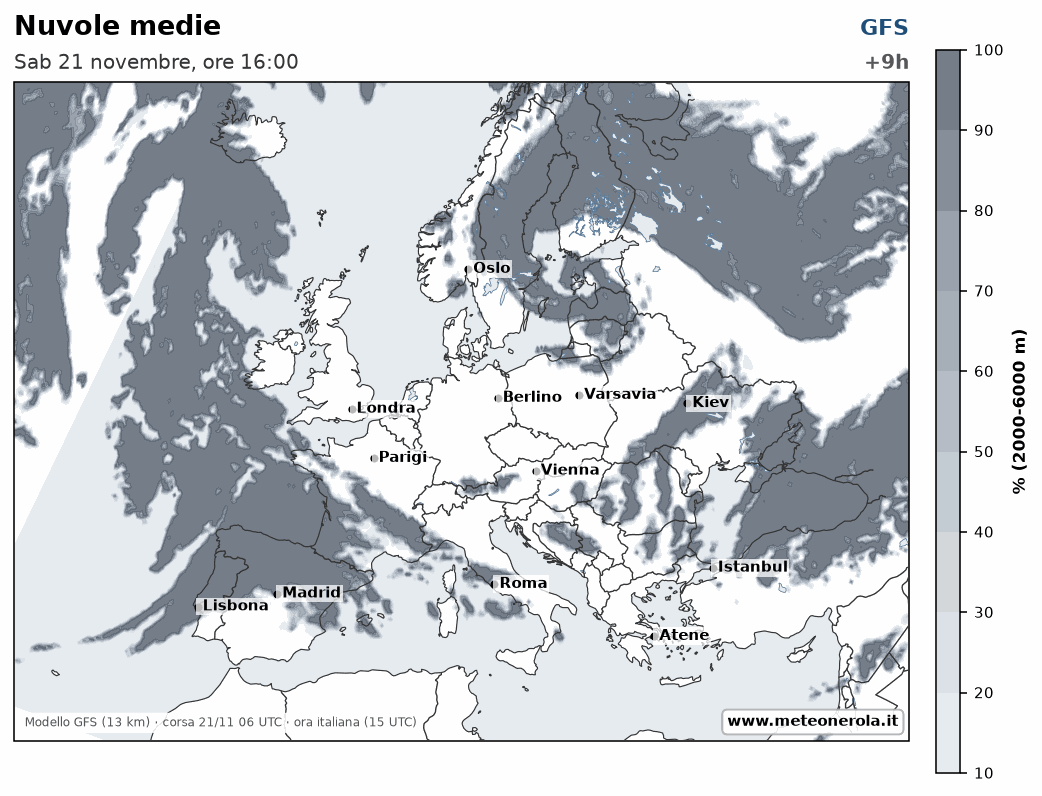 Nuvole medie
GFS
Sab 21 novembre, ore 16:00
+9h
Oslo
Londra
Berlino
Varsavia
Kiev
Parigi
Vienna
Istanbul
Roma
Madrid
Lisbona
Atene
Modello GFS (13 km) · corsa 21/11 06 UTC · ora italiana (15 UTC)
www.meteonerola.it
100
90
80
70
60
50
40
30
20
10
% (2000-6000 m)